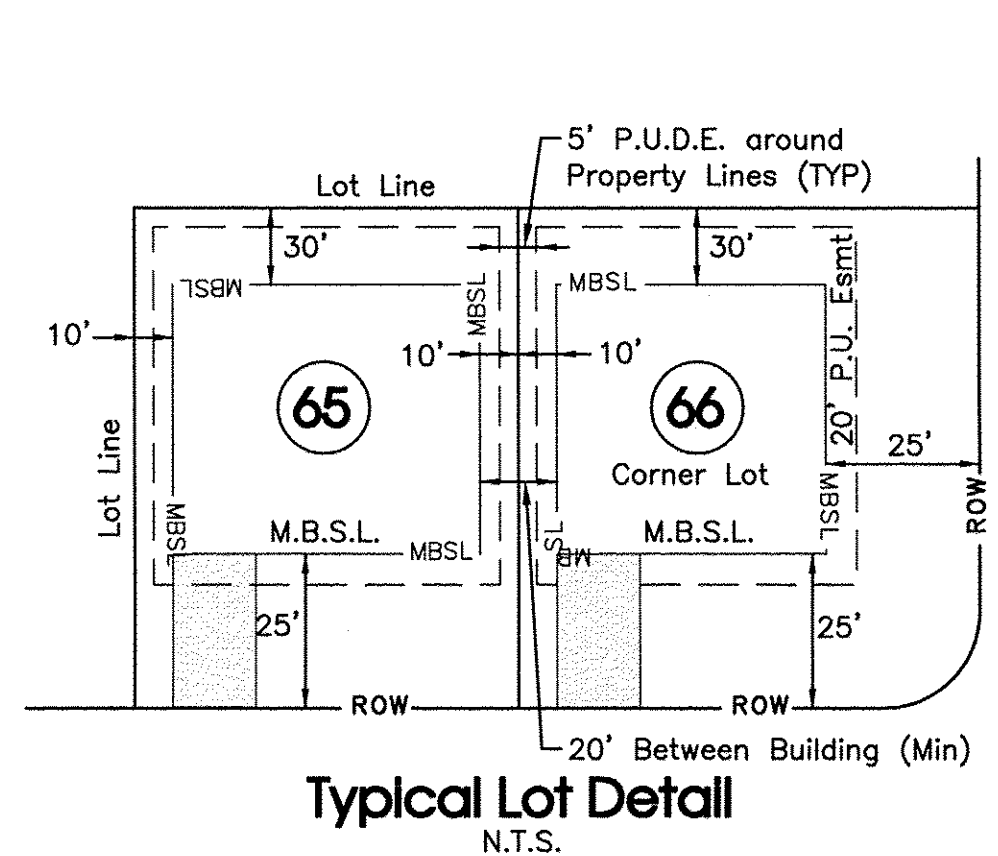 5' P.U.D.E. around
Property Lines (TYP)
Lot Line
30'
30'
MBSL
MBSL
MBSL
20' P.U. Esmt
10'
10'
10'
65
66
Lot Line
Corner Lot
25'
ROW
MBSL
M.B.S.L.
MBSL
MBSL
M.B.S.L.
MBSL
25'
25'
ROW
ROW
20' Between Building (Min)
Typical Lot Detail
N.T.S.